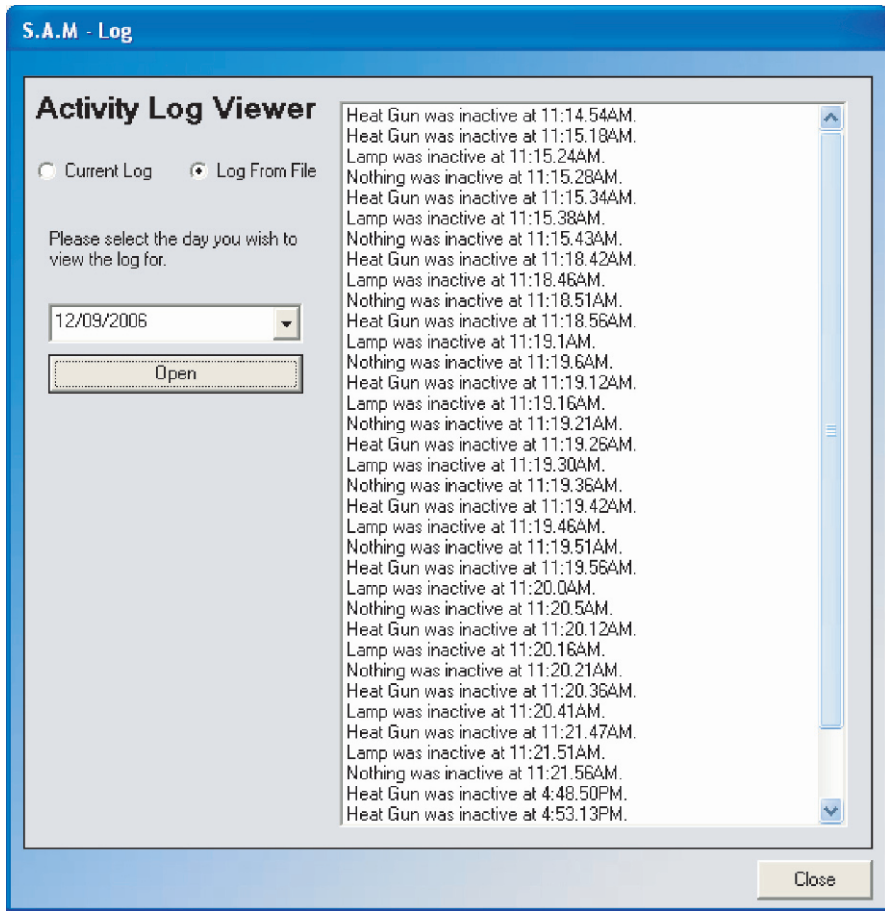 S.A.M - Log
Activity Log Viewer
Current Log
Log From File
Please select the day you wish to
view the log for.
12/09/2006
Open
Heat Gun was inactive at 11:14.54AM.
Heat Gun was inactive at 11:15.18AM.
Lamp was inactive at 11:15.24AM.
Nothing was inactive at 11:15.28AM.
Heat Gun was inactive at 11:15.34AM.
Lamp was inactive at 11:15.38AM.
Nothing was inactive at 11:15.43AM.
Heat Gun was inactive at 11:18.42AM.
Lamp was inactive at 11:18.46AM.
Nothing was inactive at 11:18.51AM.
Heat Gun was inactive at 11:18.56AM.
Lamp was inactive at 11:19.1AM.
Nothing was inactive at 11:19.6AM.
Heat Gun was inactive at 11:19.12AM.
Lamp was inactive at 11:19.16AM.
Nothing was inactive at 11:19.21AM.
Heat Gun was inactive at 11:19.26AM.
Lamp was inactive at 11:19.30AM.
Nothing was inactive at 11:19.36AM.
Heat Gun was inactive at 11:19.42AM.
Lamp was inactive at 11:19.46AM.
Nothing was inactive at 11:19.51AM.
Heat Gun was inactive at 11:19.56AM.
Lamp was inactive at 11:20.0AM.
Nothing was inactive at 11:20.5AM.
Heat Gun was inactive at 11:20.12AM.
Lamp was inactive at 11:20.16AM.
Nothing was inactive at 11:20.21AM.
Heat Gun was inactive at 11:20.36AM.
Lamp was inactive at 11:20.41AM.
Heat Gun was inactive at 11:21.47AM.
Lamp was inactive at 11:21.51AM.
Nothing was inactive at 11:21.56AM.
Heat Gun was inactive at 4:48.50PM.
Heat Gun was inactive at 4:53.13PM.
Close